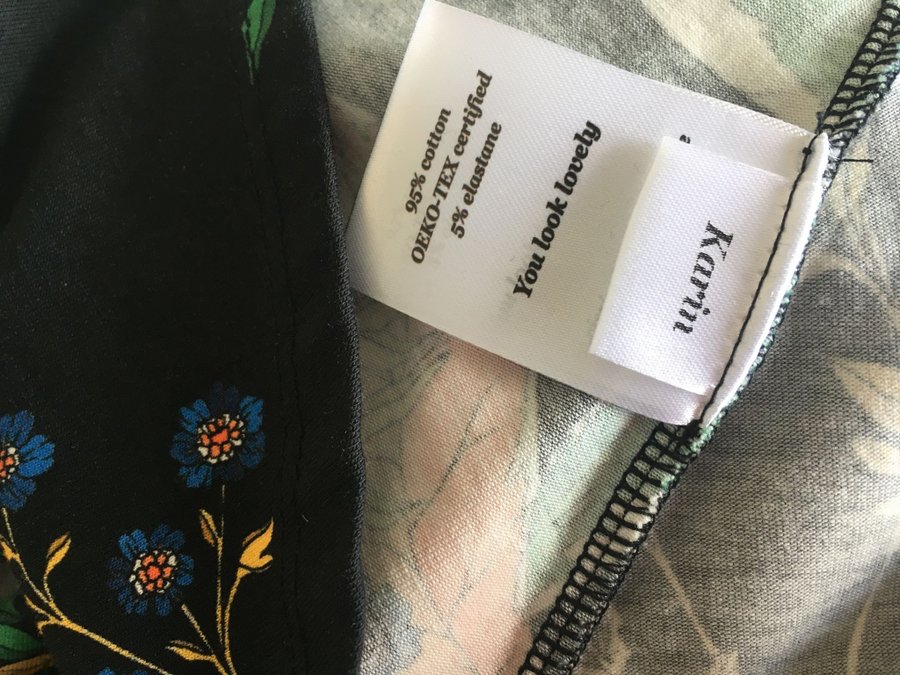 95% cotton
OEKO-TEX certified
5% elastane
You look lovely
Karin